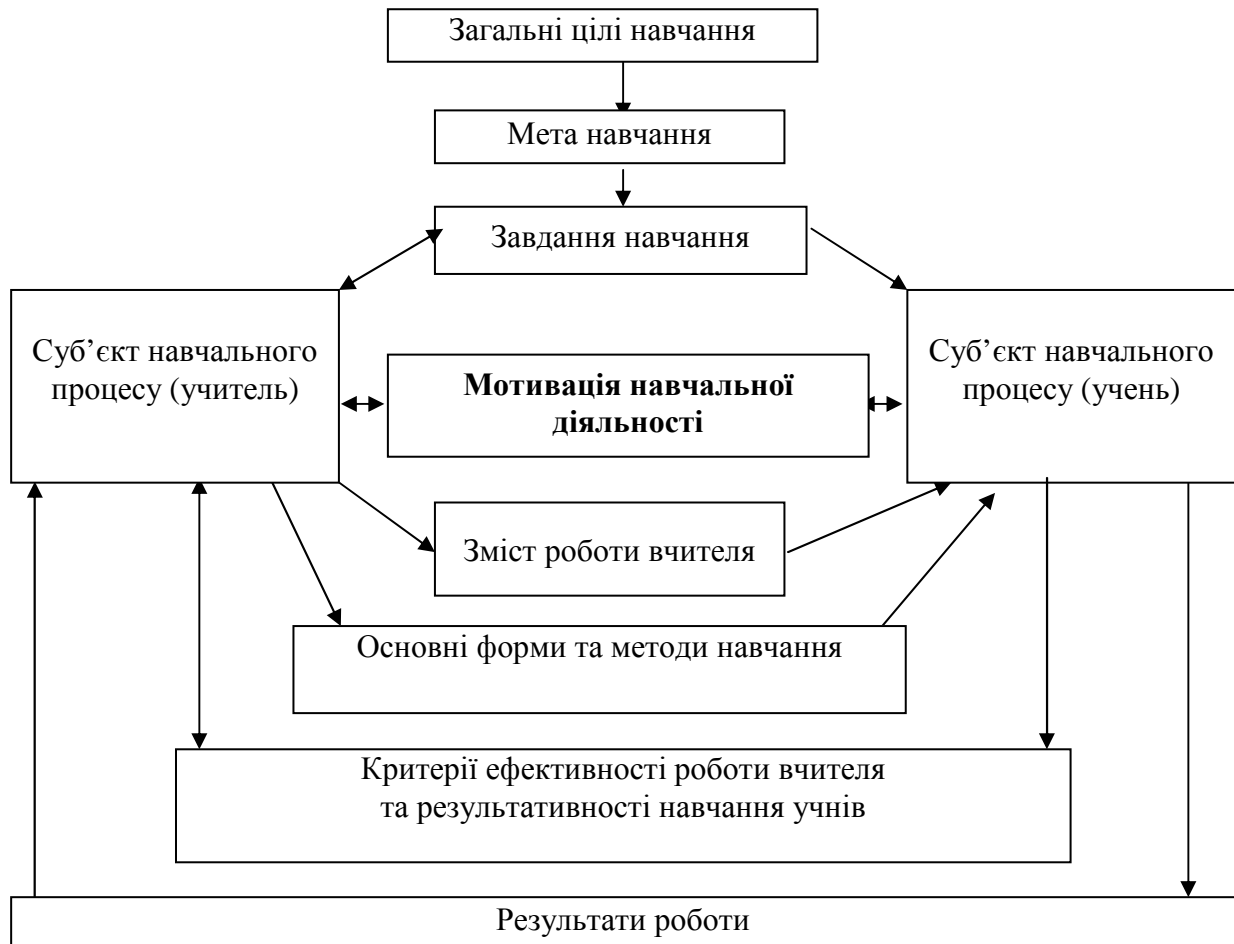 Загальні цілі навчання
Мета навчання
Завдання навчання
Суб’єкт навчального
процесу (учитель)
Мотивація навчальної
діяльності
Суб’єкт навчального
процесу (учень)
Зміст роботи вчителя
Основні форми та методи навчання
Критерії ефективності роботи вчителя
та результативності навчання учнів
Результати роботи